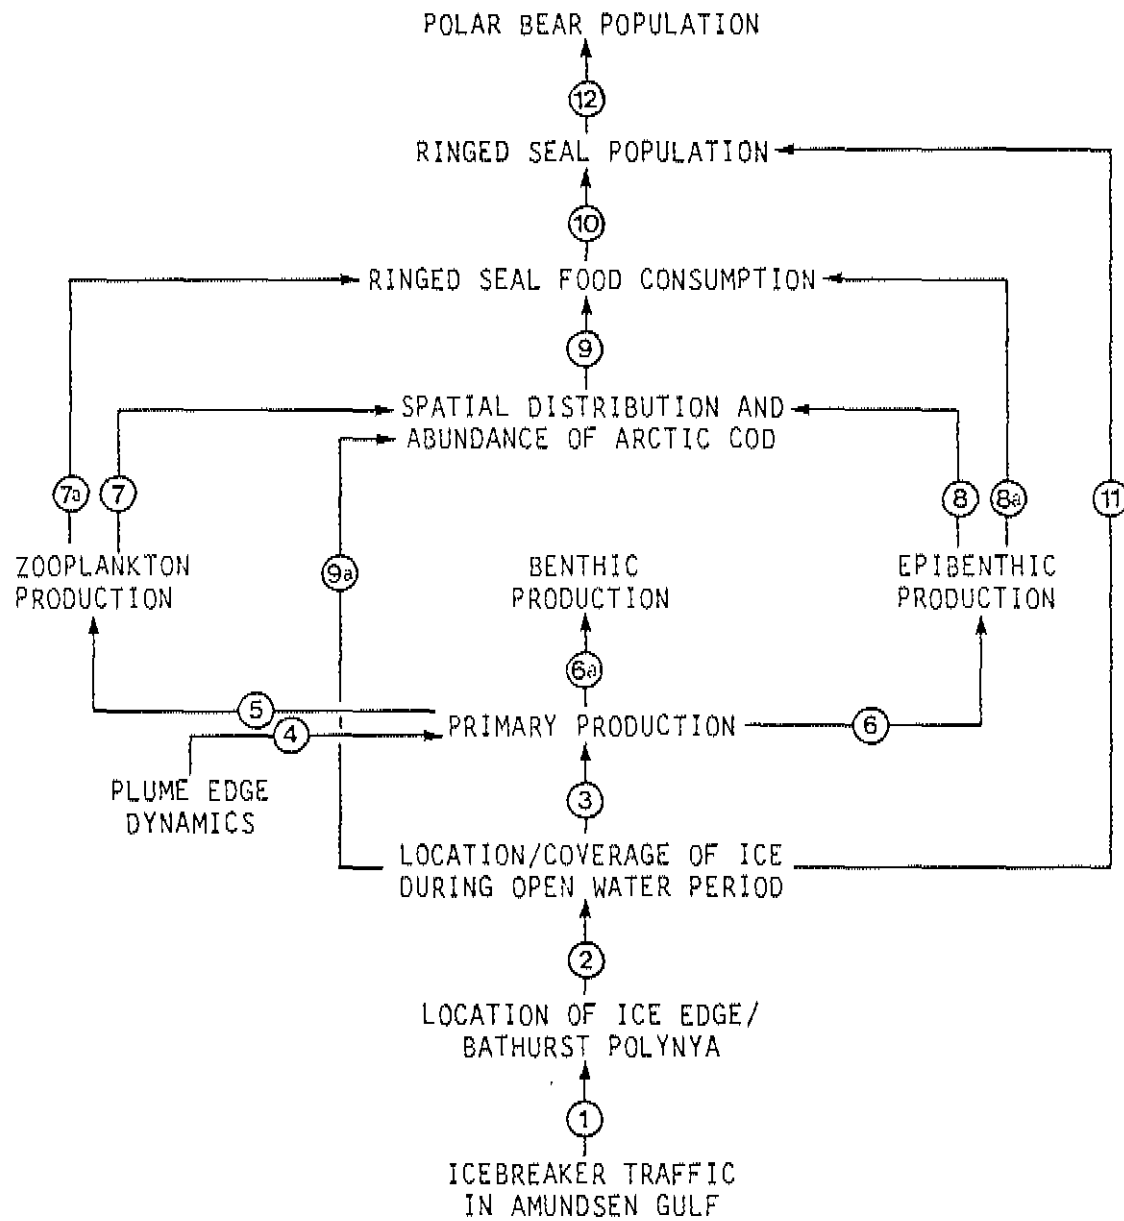 POLAR BEAR POPULATION
12
RINGED SEAL POPULATION
10
RINGED SEAL FOOD CONSUMPTION
9
SPATIAL DISTRIBUTION AND
ABUNDANCE OF ARCTIC COD
7a
7
8
8a
11
ZOOPLANKTON
PRODUCTION
9a
BENTHIC
PRODUCTION
EPIBENTHIC
PRODUCTION
6a
5
4
PRIMARY PRODUCTION
6
PLUME EDGE
DYNAMICS
3
LOCATION/COVERAGE OF ICE
DURING OPEN WATER PERIOD
2
LOCATION OF ICE EDGE/
BATHURST POLYNYA
1
ICEBREAKER TRAFFIC
IN AMUNDSEN GULF